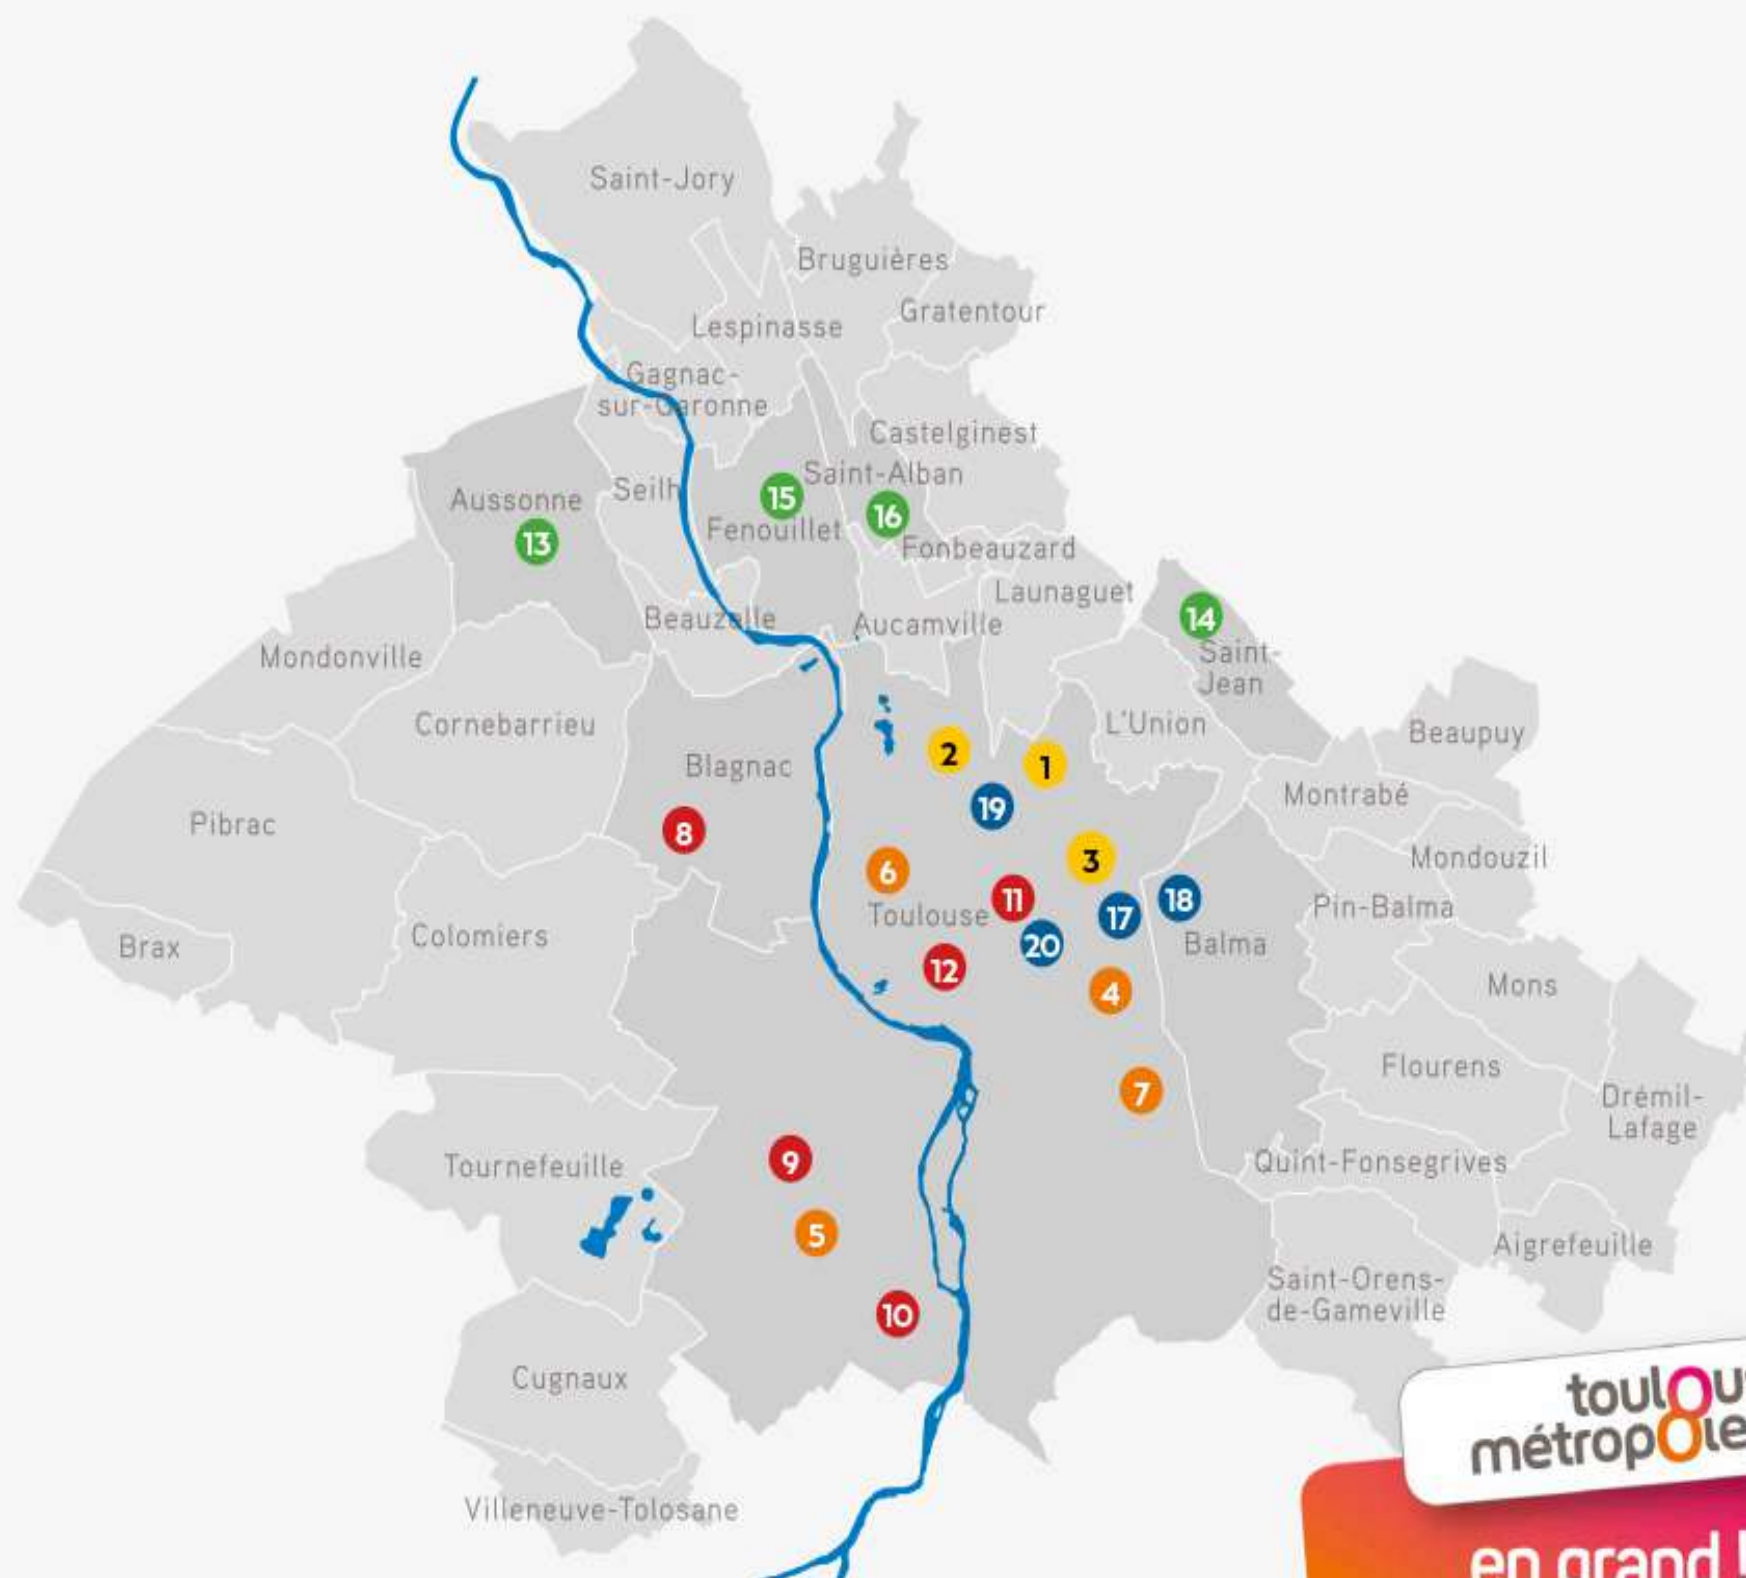 Saint-Jory
Bruguières
Gratentour
Lespinasse
Gagnac-
sur-Garonne
Castelginest
Saint-Alban
Aussonne
Seilh
15
16
Fenouillet
13
Fonbeauzard
Launaguet
14
Beauzelle
Aucamville
Saint-
Jean
Mondonville
Cornebarrieu
L'Union
Beaupuy
2
1
Blagnac
Montrabé
19
Pibrac
8
Mondouzil
3
6
11
18
Pin-Balma
17
Toulouse
Colomiers
20
Balma
Brax
12
Mons
4
Flourens
7
Drémil-
Lafage
9
Quint-Fonsegrives
Tournefeuille
5
Aigrefeuille
Saint-Orens-
de-Gameville
10
Cugnaux
toulou
métropole
Villeneuve-Tolosane
en grand !